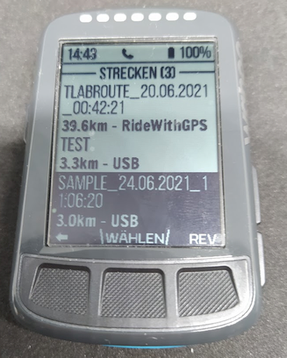 14:43 100%
STRECKEN (3)
TLABROUTE_20.06.2021
_00:42:21
39.6km - RideWithGPS
TEST
3.3km - USB
SAMPLE_24.06.2021_1
1:06:20
3.0km - USB
WÄHLEN REV